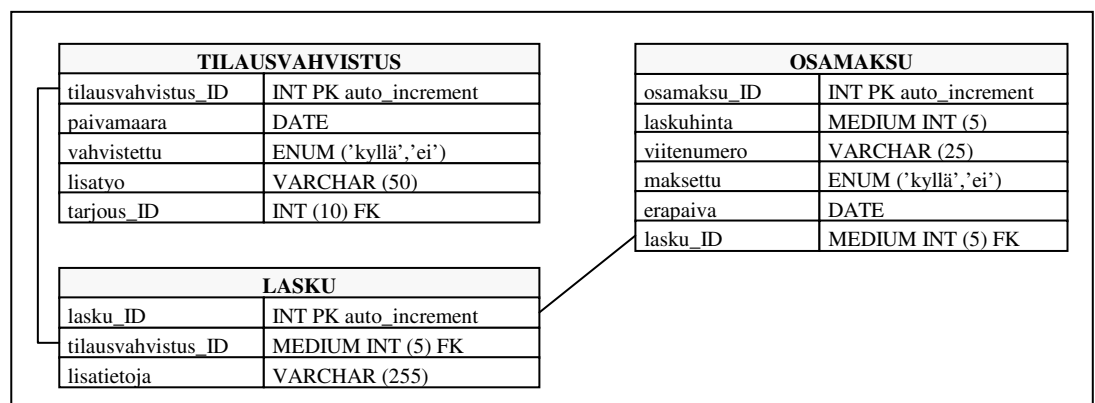 TILAUSVAHVISTUS
tilausvahvistus_ID INT PK auto_increment
paivamaara DATE
vahvistettu ENUM ('kyllä','ei')
lisatyo VARCHAR (50)
tarjous_ID INT (10) FK
LASKU
lasku_ID INT PK auto_increment
tilausvahvistus_ID MEDIUM INT (5) FK
lisatietoja VARCHAR (255)
OSAMAKSU
osamaksu_ID INT PK auto_increment
laskuhinta MEDIUM INT (5)
viitenumero VARCHAR (25)
maksettu ENUM ('kyllä','ei')
erapaiva DATE
lasku_ID MEDIUM INT (5) FK